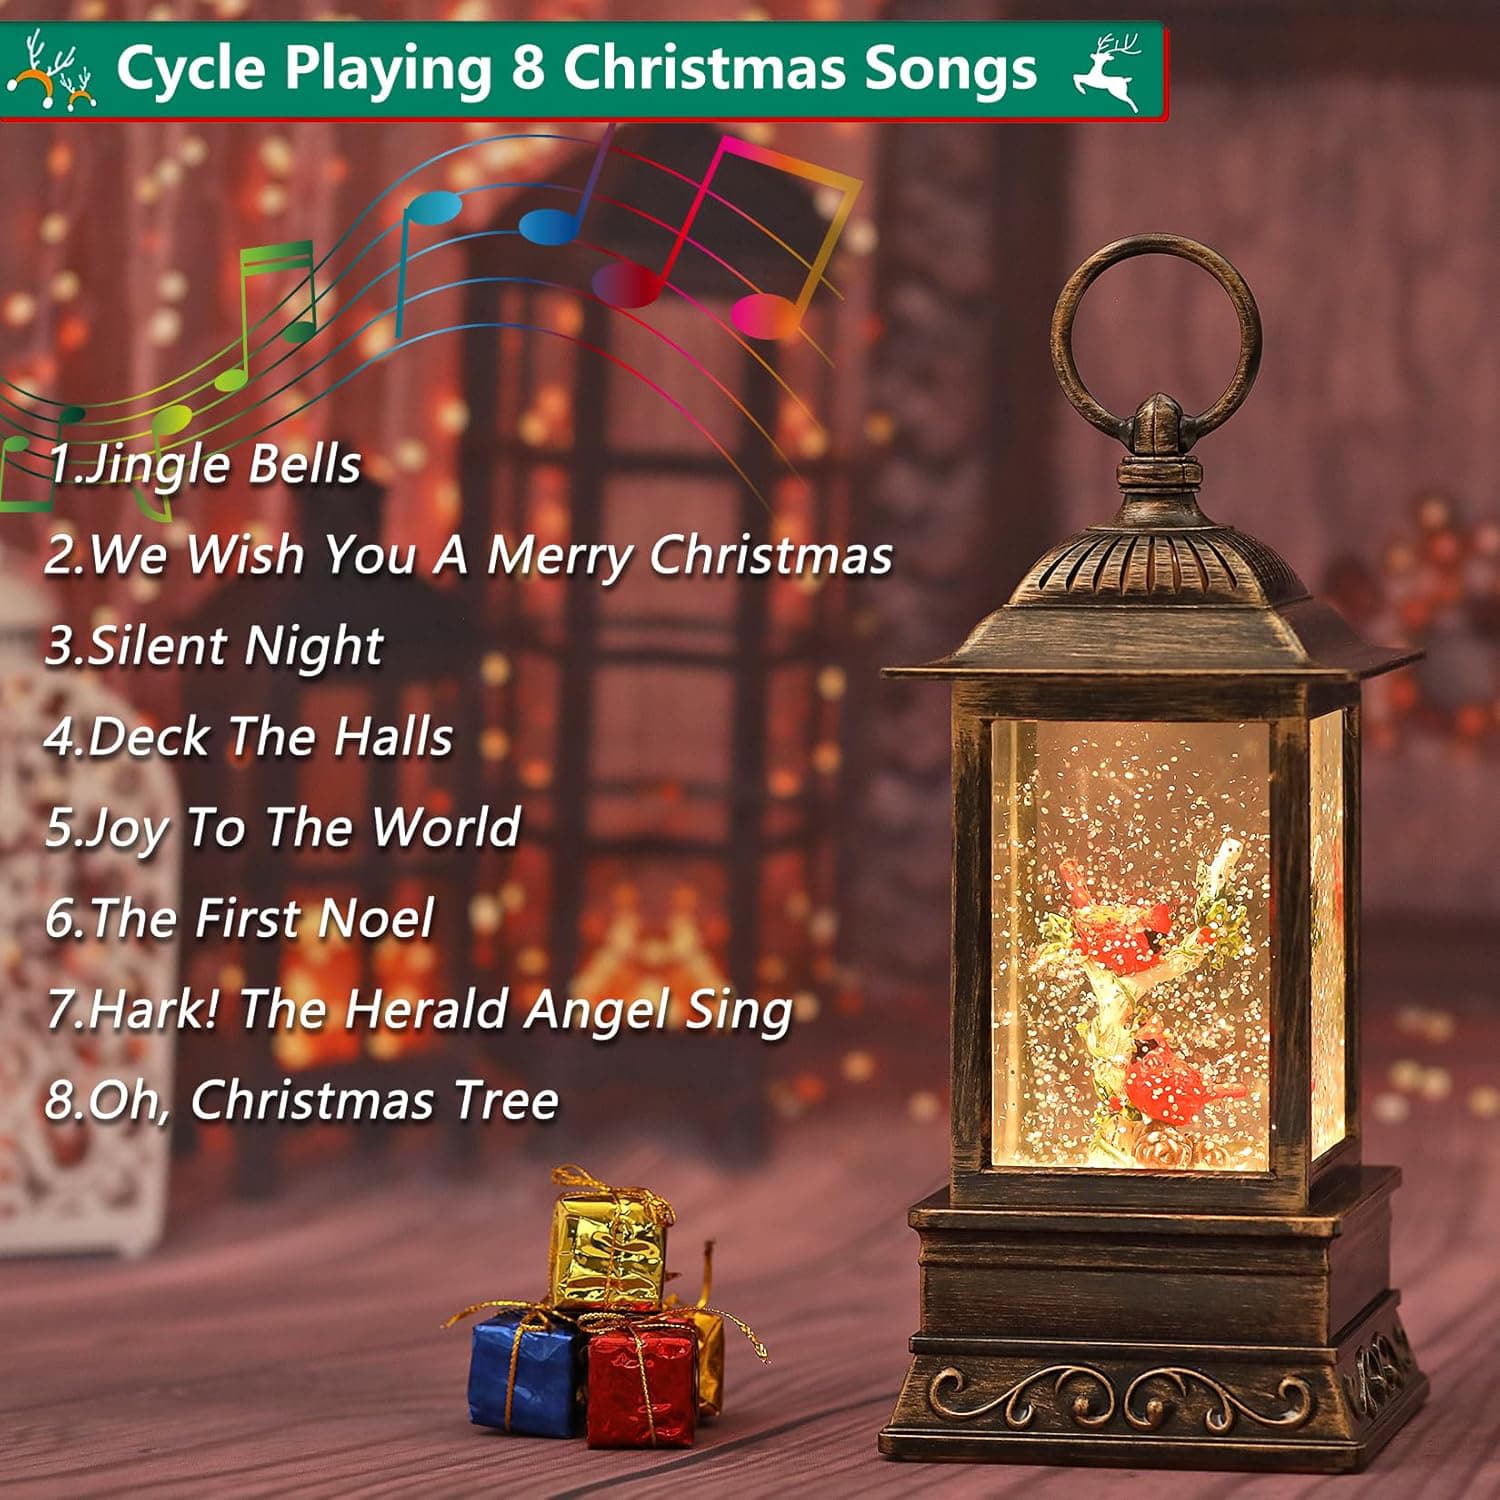 Cycle Playing 8 Christmas Songs
1.Jingle Bells
2.We Wish You A Merry Christmas
3.Silent Night
4.Deck The Halls
5.Joy To The World
6.The First Noel
7.Hark! The Herald Angel Sing
8.Oh, Christmas Tree